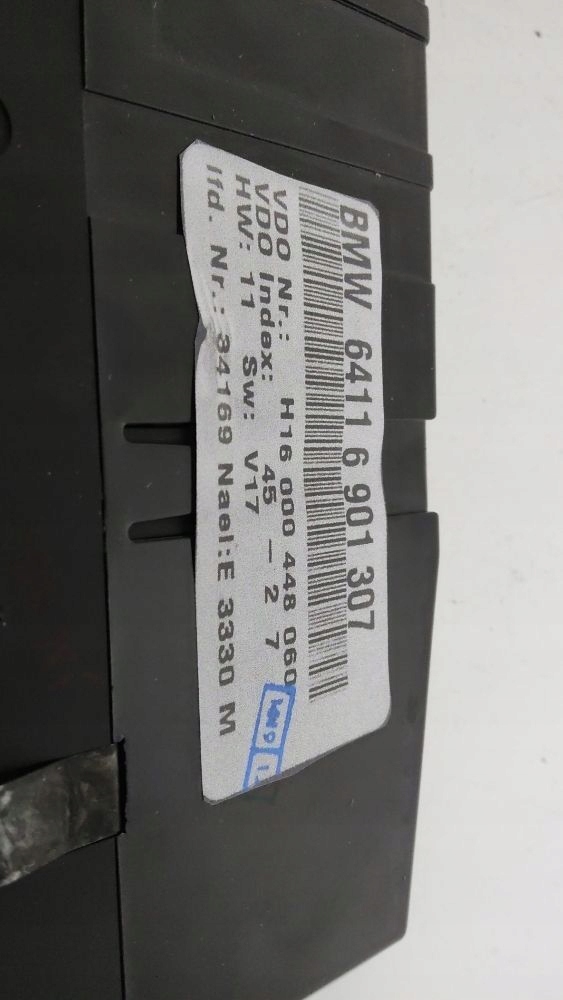 BMW 6411 6 901 307
VDO Nr.: H16 000 448 060
VDO Index: 45 - 2 7
HW: 11 Sw: V17
lfd. Nr.: 34169 Nael:E 3330 M